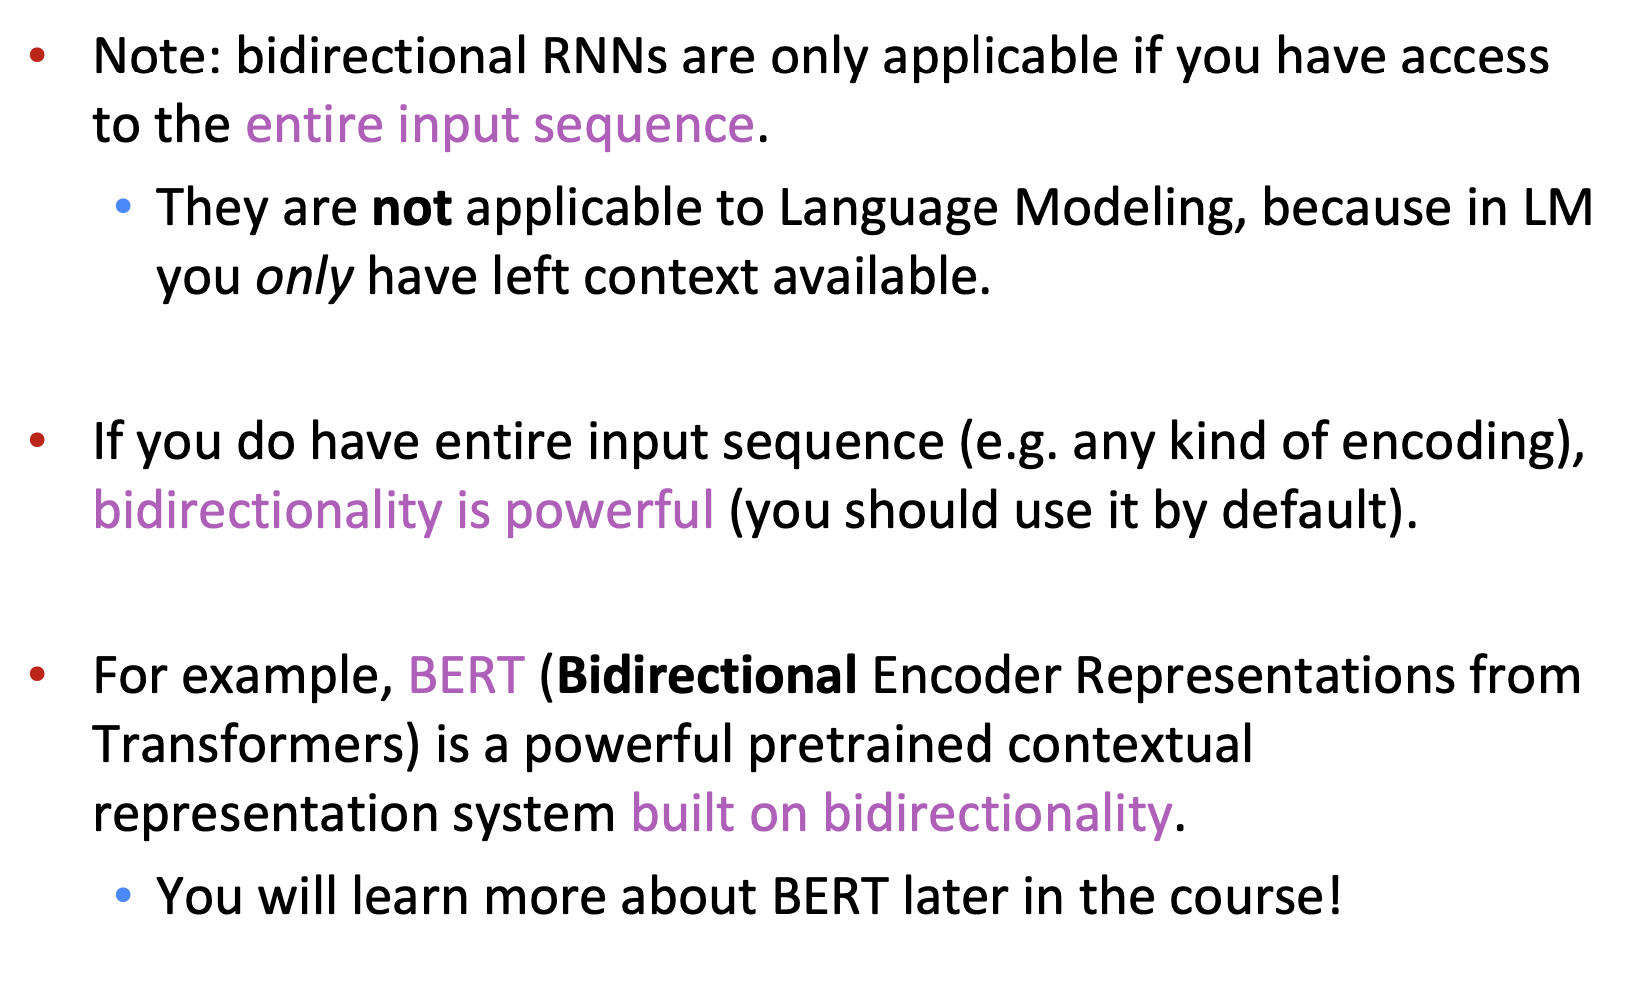 • Note: bidirectional RNNs are only applicable if you have access
to the entire input sequence.
• They are not applicable to Language Modeling, because in LM
you only have left context available.
• If you do have entire input sequence (e.g. any kind of encoding),
bidirectionality is powerful (you should use it by default).
• For example, BERT (Bidirectional Encoder Representations from
Transformers) is a powerful pretrained contextual
representation system built on bidirectionality.
• You will learn more about BERT later in the course!